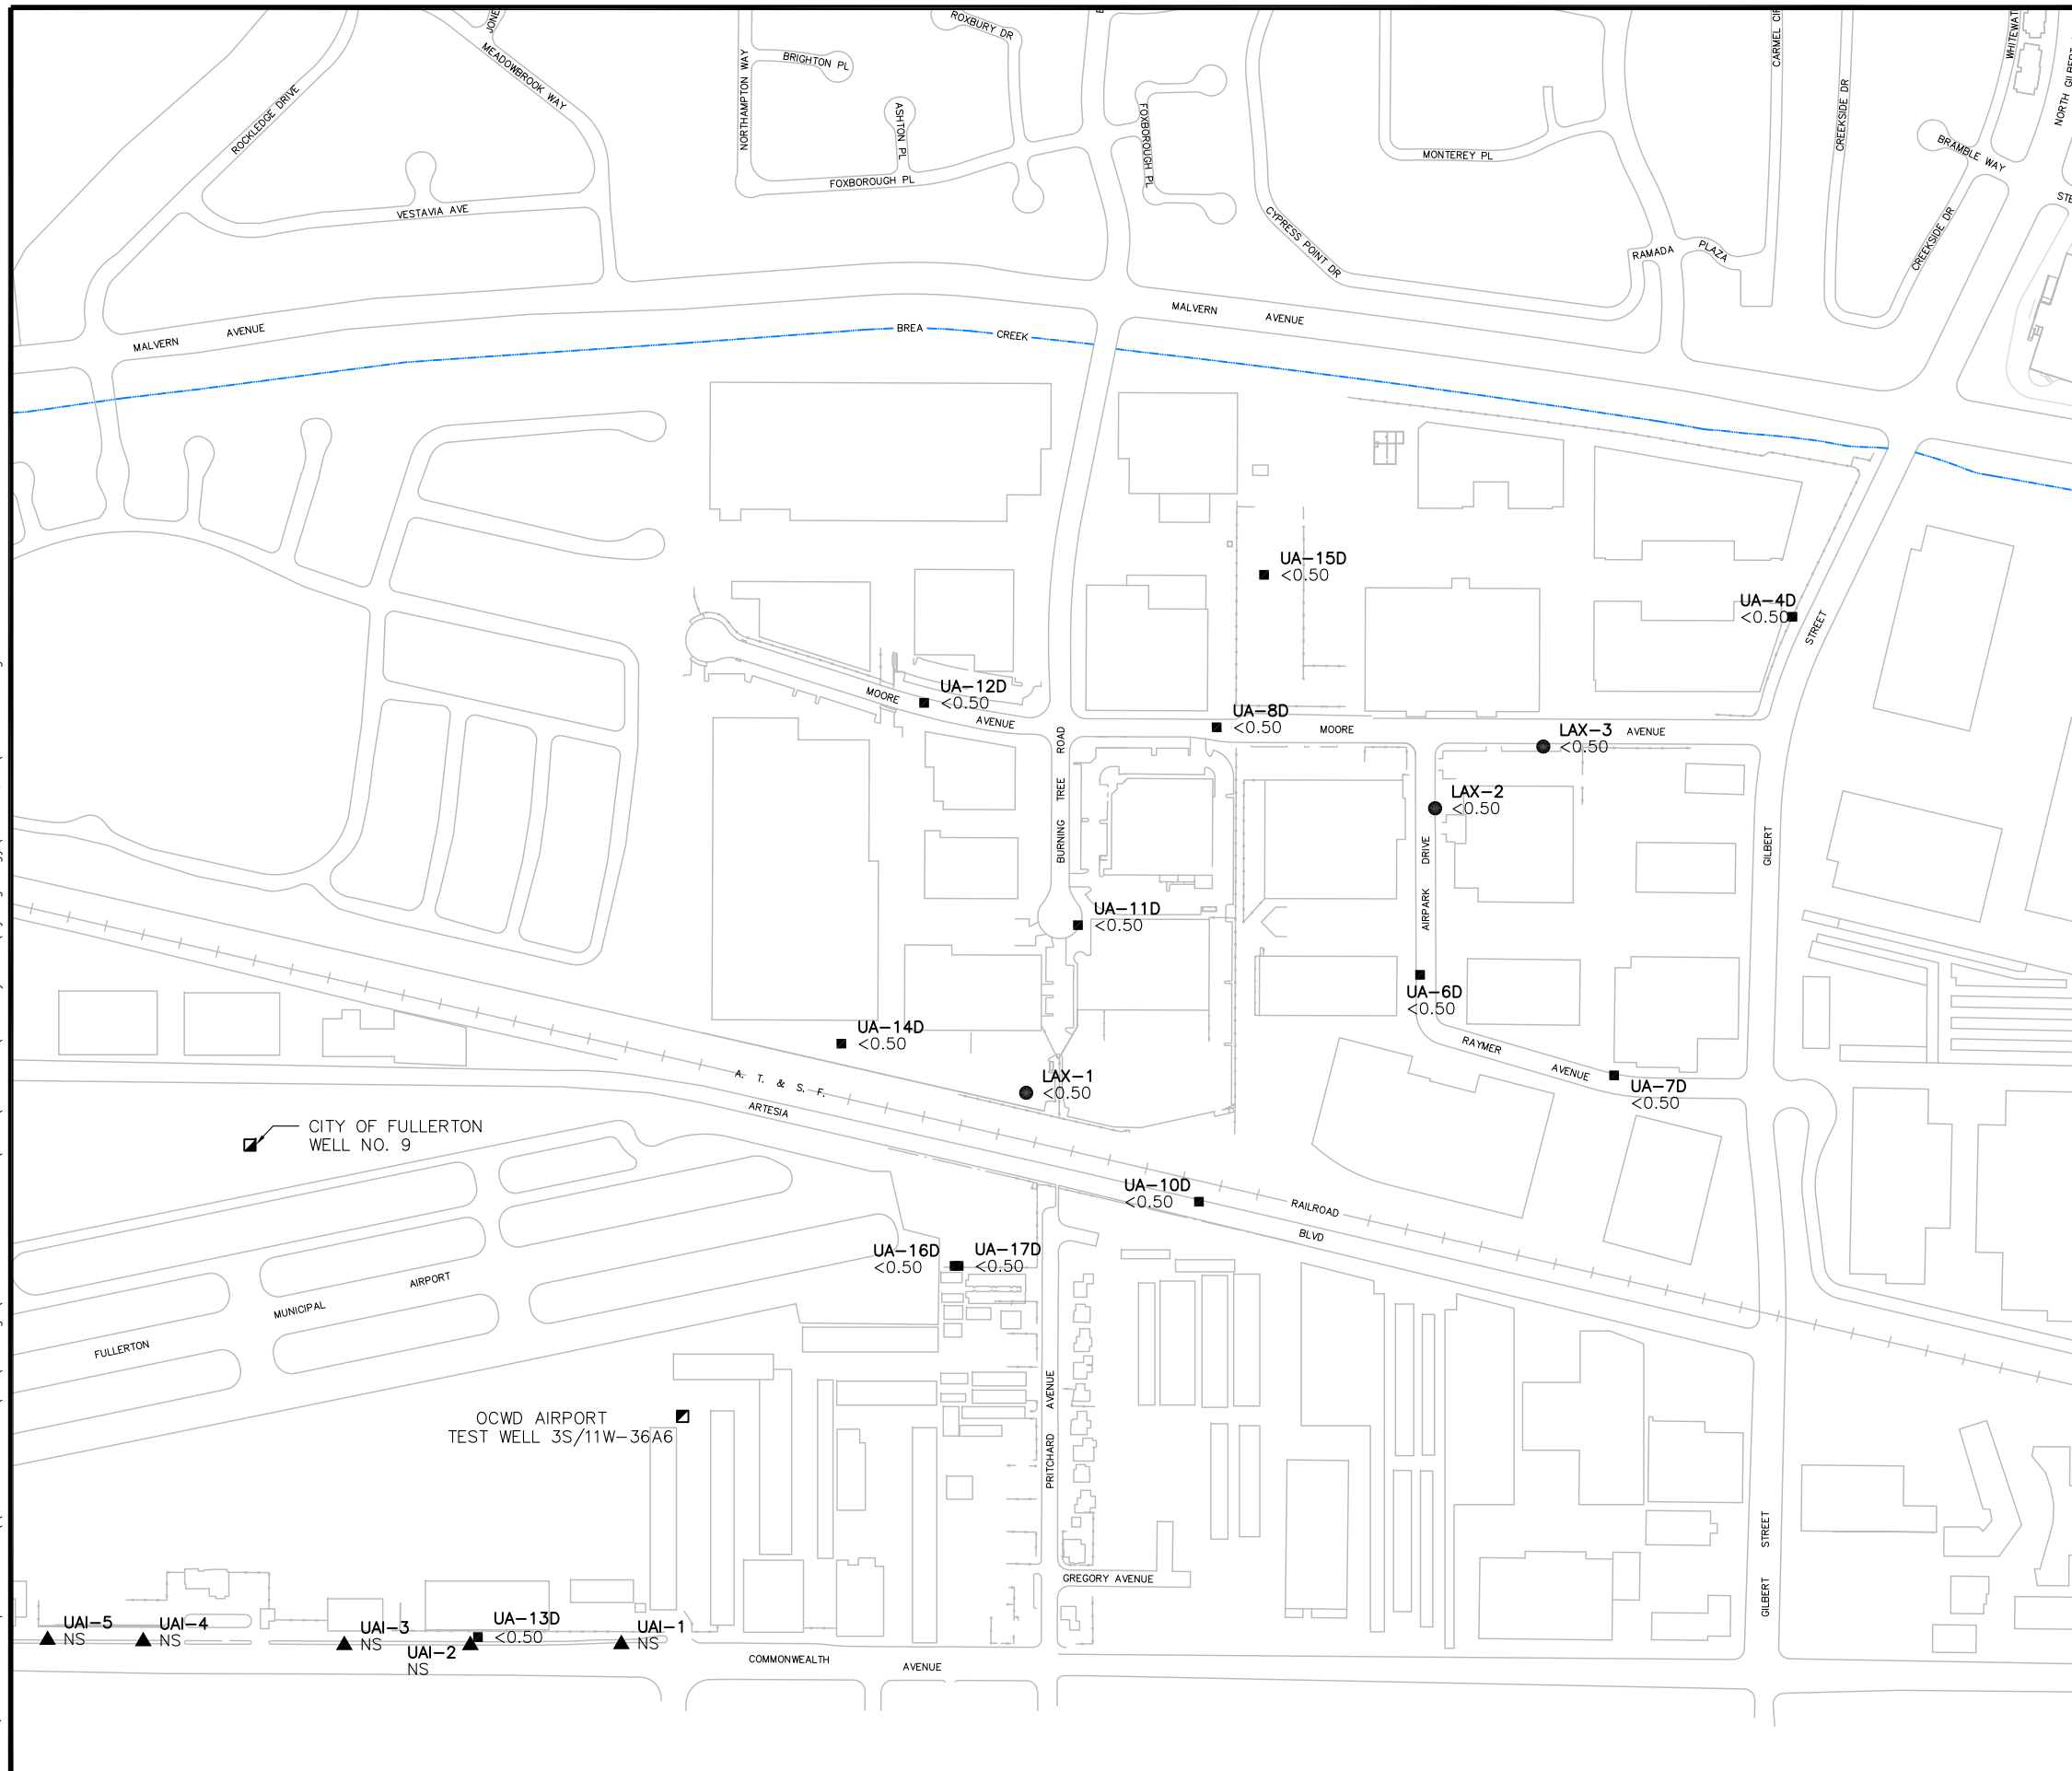 ROXBURY DR
MEADOWBROOK WAY
BRIGHTON PL
NORTHAMPTON WAY
ASHTON PL
ROCKLEDGE DRIVE
FOXBOROUGH PL
FOXBOROUGH PL
MONTEREY PL
CARMEL CIR
CREEKSIDE DR
BRAMBLE WAY
VESTAVIA AVE
CYPRESS POINT DR
RAMADA PLAZA
CREEKSIDE DR
MALVERN AVENUE
MALVERN AVENUE
BREA CREEK
UA-15D
<0.50
UA-4D
<0.50
STREET
UA-12D
<0.50
MOORE AVENUE
UA-8D
<0.50
MOORE AVENUE
LAX-3
<0.50
LAX-2
<0.50
BURNING TREE ROAD
AIRPARK DRIVE
GILBERT
UA-11D
<0.50
UA-6D
<0.50
UA-14D
<0.50
RAYMER AVENUE
UA-7D
<0.50
LAX-1
<0.50
A. T. & S. F.
ARTESIA
CITY OF FULLERTON
WELL NO. 9
UA-10D
<0.50
RAILROAD
BLVD
UA-16D
<0.50
UA-17D
<0.50
FULLERTON MUNICIPAL AIRPORT
OCWD AIRPORT
TEST WELL 3S/11W-36A6
PRITCHARD AVENUE
GREGORY AVENUE
GILBERT STREET
UAI-5
NS
UAI-4
NS
UAI-3
NS
UAI-2
NS
UA-13D
<0.50
UAI-1
NS
COMMONWEALTH AVENUE